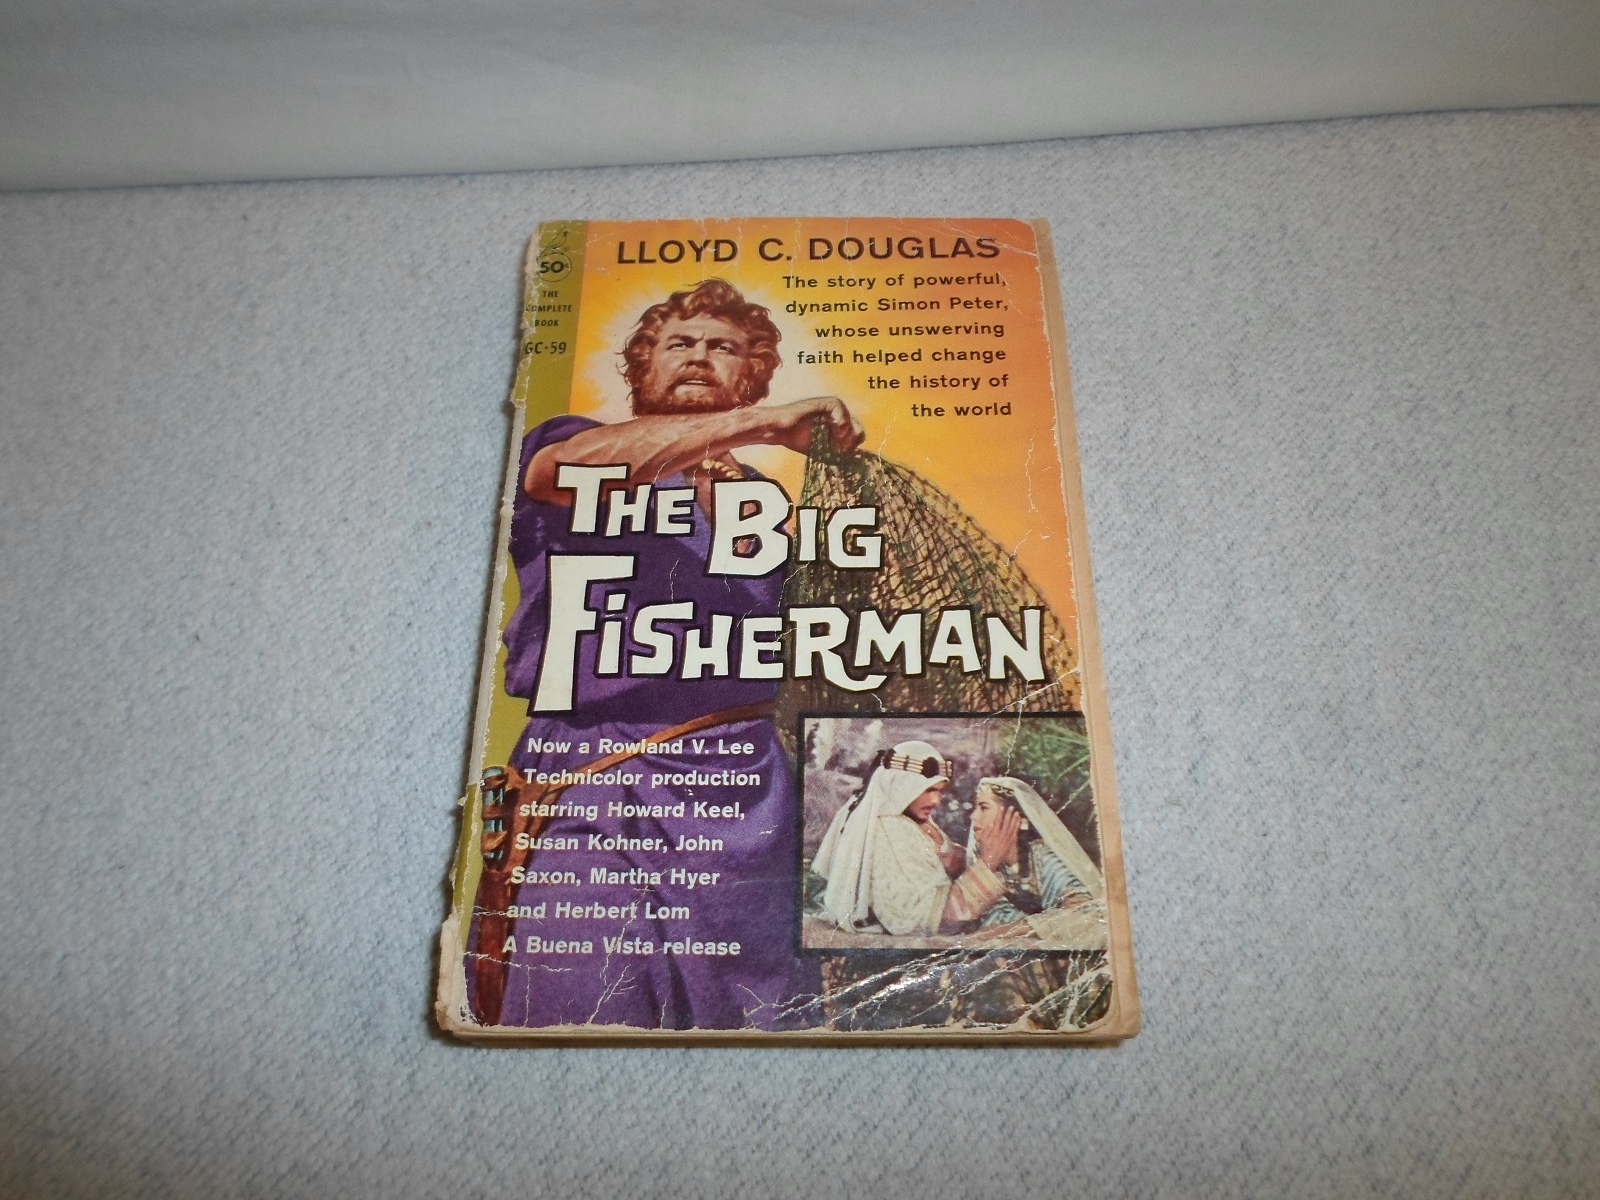 LLOYD C. DOUGLAS
50¢
THE
COMPLETE
BOOK
GC·59
The story of powerful,
dynamic Simon Peter,
whose unswerving
faith helped change
the history of
the world
THE BIG
FISHERMAN
Now a Rowland V. Lee
Technicolor production
starring Howard Keel,
Susan Kohner, John
Saxon, Martha Hyer
and Herbert Lom
A Buena Vista release